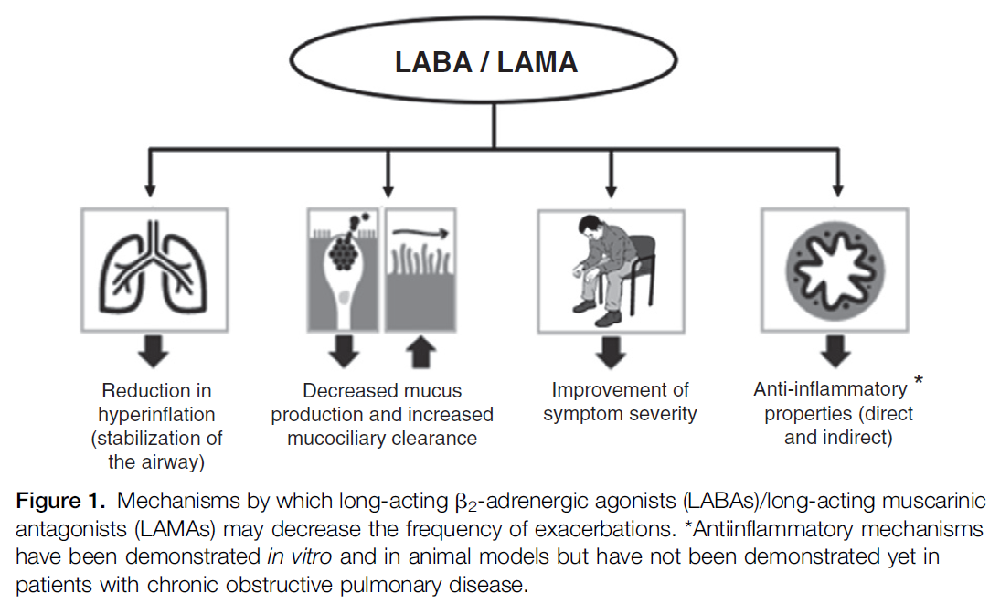 LABA / LAMA
Reduction in
hyperinflation
(stabilization of
the airway)
Decreased mucus
production and increased
mucociliary clearance
Improvement of
symptom severity
Anti-inflammatory *
properties (direct
and indirect)
Figure 1. Mechanisms by which long-acting β₂-adrenergic agonists (LABAs)/long-acting muscarinic
antagonists (LAMAs) may decrease the frequency of exacerbations. *Antiinflammatory mechanisms
have been demonstrated in vitro and in animal models but have not been demonstrated yet in
patients with chronic obstructive pulmonary disease.